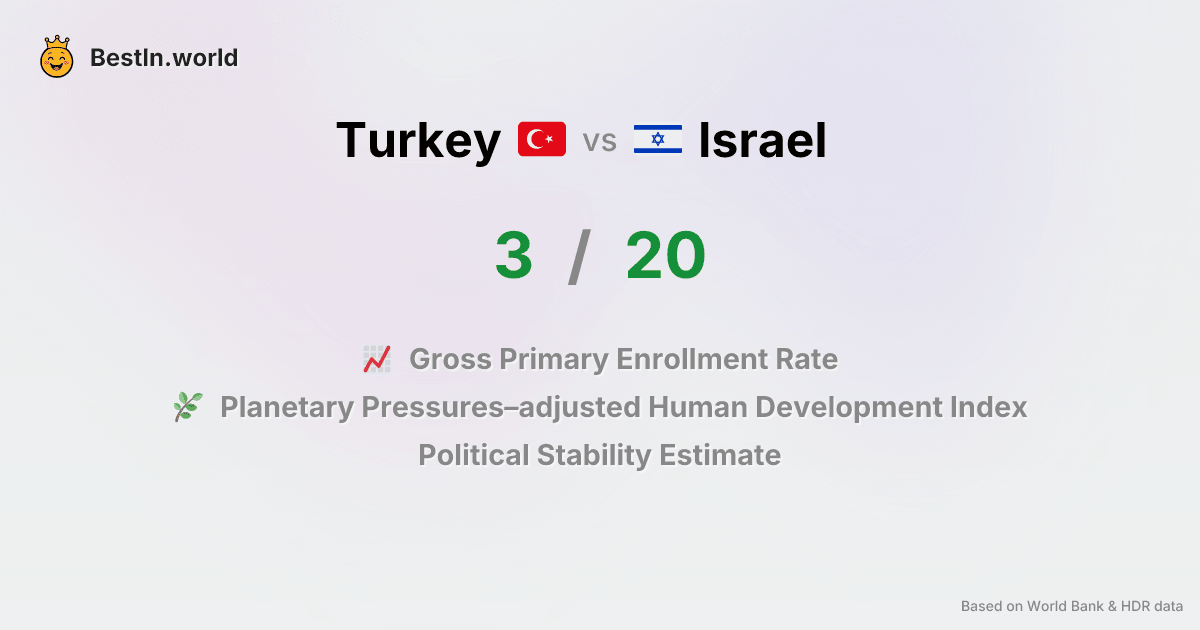 BestIn.world
Turkey vs Israel
3 / 20
Gross Primary Enrollment Rate
Planetary Pressures–adjusted Human Development Index
Political Stability Estimate
Based on World Bank & HDR data